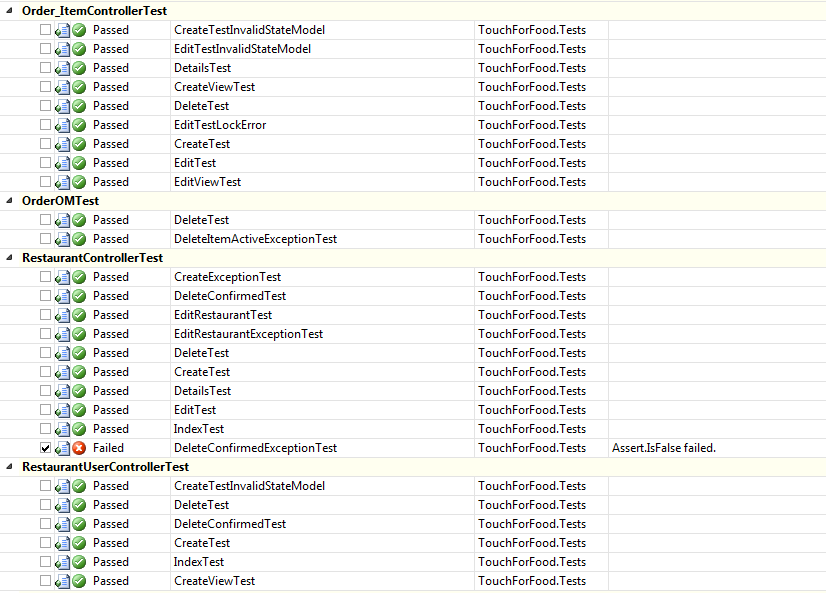 Order_ItemControllerTest
Passed CreateTestInvalidStateModel TouchForFood.Tests
Passed EditTestInvalidStateModel TouchForFood.Tests
Passed DetailsTest TouchForFood.Tests
Passed CreateViewTest TouchForFood.Tests
Passed DeleteTest TouchForFood.Tests
Passed EditTestLockError TouchForFood.Tests
Passed CreateTest TouchForFood.Tests
Passed EditTest TouchForFood.Tests
Passed EditViewTest TouchForFood.Tests
OrderOMTest
Passed DeleteTest TouchForFood.Tests
Passed DeleteItemActiveExceptionTest TouchForFood.Tests
RestaurantControllerTest
Passed CreateExceptionTest TouchForFood.Tests
Passed DeleteConfirmedTest TouchForFood.Tests
Passed EditRestaurantTest TouchForFood.Tests
Passed EditRestaurantExceptionTest TouchForFood.Tests
Passed DeleteTest TouchForFood.Tests
Passed CreateTest TouchForFood.Tests
Passed DetailsTest TouchForFood.Tests
Passed EditTest TouchForFood.Tests
Passed IndexTest TouchForFood.Tests
Failed DeleteConfirmedExceptionTest TouchForFood.Tests Assert.IsFalse failed.
RestaurantUserControllerTest
Passed CreateTestInvalidStateModel TouchForFood.Tests
Passed DeleteTest TouchForFood.Tests
Passed DeleteConfirmedTest TouchForFood.Tests
Passed CreateTest TouchForFood.Tests
Passed IndexTest TouchForFood.Tests
Passed CreateViewTest TouchForFood.Tests